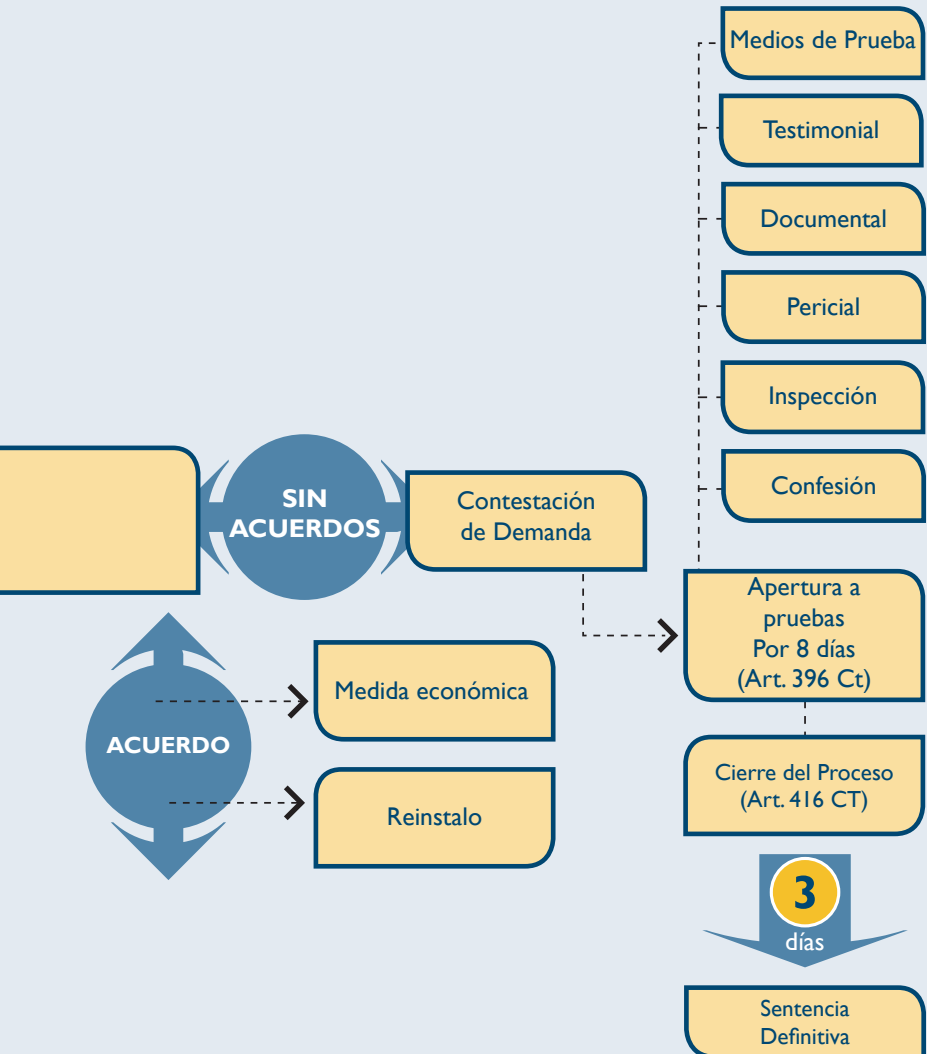 Medios de Prueba
Testimonial
Documental
Pericial
Inspección
Confesión
SIN
ACUERDOS
Contestación
de Demanda
Apertura a
pruebas
Por 8 días
(Art. 396 Ct)
Medida económica
ACUERDO
Reinstalo
Cierre del Proceso
(Art. 416 CT)
3
días
Sentencia
Definitiva